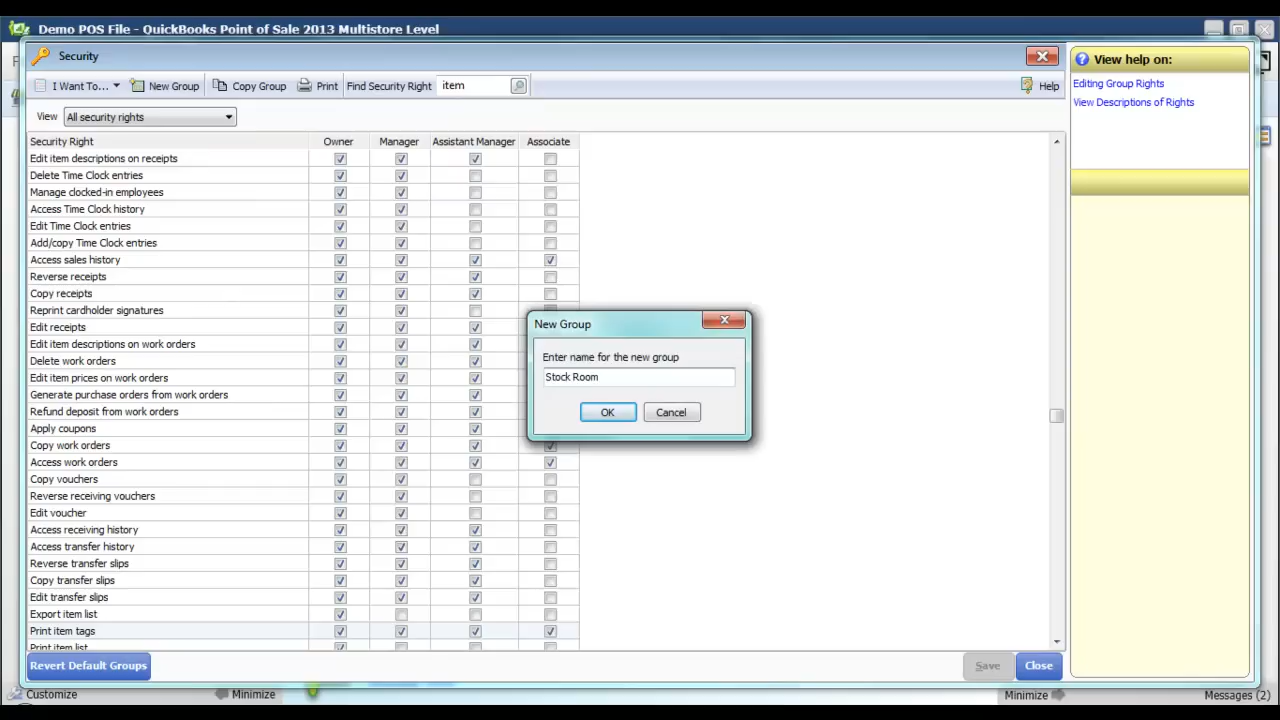 Demo POS File - QuickBooks Point of Sale 2013 Multistore Level
Security
I Want To... New Group Copy Group Print Find Security Right item Help
View All security rights
Security Right Owner Manager Assistant Manager Associate
Edit item descriptions on receipts
Delete Time Clock entries
Manage clocked-in employees
Access Time Clock history
Edit Time Clock entries
Add/copy Time Clock entries
Access sales history
Reverse receipts
Copy receipts
Reprint cardholder signatures
Edit receipts
Edit item descriptions on work orders
Delete work orders
Edit item prices on work orders
Generate purchase orders from work orders
Refund deposit from work orders
Apply coupons
Copy work orders
Access work orders
Copy vouchers
Reverse receiving vouchers
Edit voucher
Access receiving history
Access transfer history
Reverse transfer slips
Copy transfer slips
Edit transfer slips
Export item list
Print item tags
Print item list
New Group
Enter name for the new group
Stock Room
OK Cancel
View help on:
Editing Group Rights
View Descriptions of Rights
Revert Default Groups Save Close
Customize Minimize Minimize Messages (2)